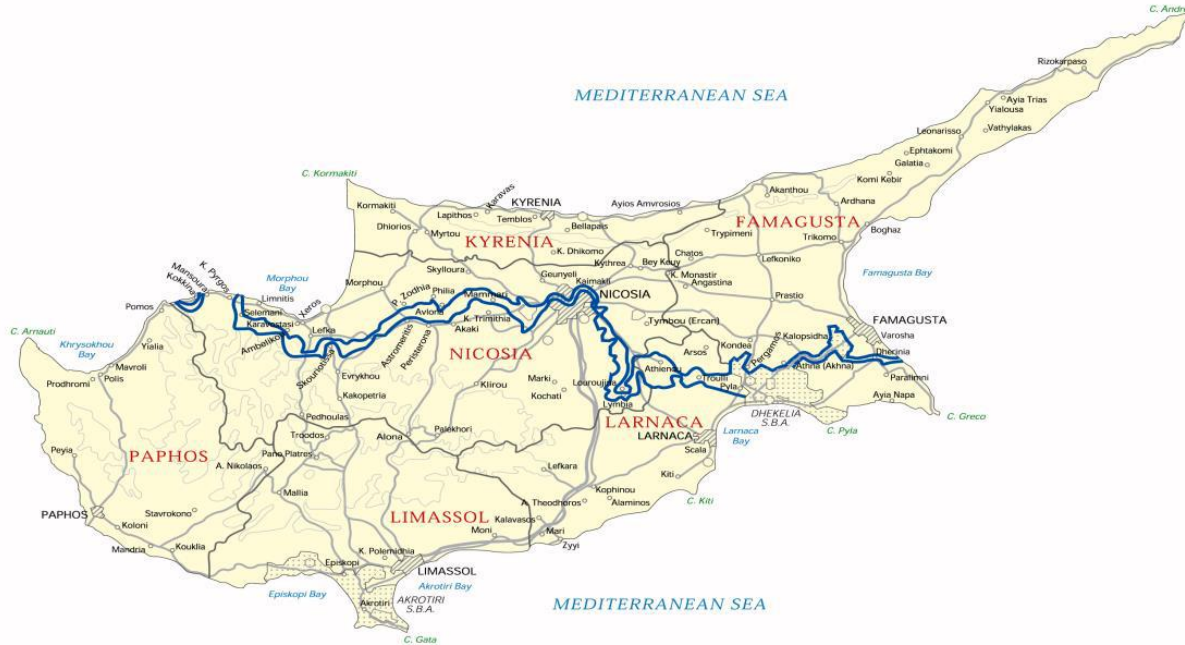 C. Andr
Rizokarpaso
MEDITERRANEAN SEA
Ayia Trias
Yialousa
Leonarisso
Vathylakas
Ephtakomi
Galatia
C. Kormakiti
Komi Kebir
Akanthou
Karavas
KYRENIA
Ayios Amvrosios
Ardhana
Kormakiti
Lapithos
Temblos
FAMAGUSTA
Bellapais
Boghaz
Dhiorios
Myrtou
KYRENIA
Trypimeni
Trikomo
K. Dhikomo
Chatos
Lefkoniko
Kythrea
Bey Keuy
Skylloura
Geunyeli
K. Monastir
Famagusta Bay
Kaimakli
Angastina
K. Pyrgos
Mansoura
Kokkina
Morphou
Bay
Morphou
P. Zodhia
Philia
Mammari
NICOSIA
Prastio
Pomos
Limnitis
Xeros
Selemani
Avlona
K. Trimithia
Tymbou (Ercan)
FAMAGUSTA
Karavostasi
Lefka
Akaki
Varosha
C. Arnauti
Ambelikou
Astromeritis
Peristerona
Kalopsidha
Khrysokhou
Bay
Yialia
Skouriotissa
NICOSIA
Arsos
Kondea
Pergamos
Dherinia
Athienou
Athna (Akhna)
Mavroli
Evrykhou
Troulli
Paralimni
Prodhromi
Polis
Klirou
Marki
Louroujina
Pyla
Kakopetria
Kochati
Ayia Napa
Lymbia
DHEKELIA
S.B.A.
C. Greco
Pedhoulas
LARNACA
Larnaca
Bay
C. Pyla
Troodos
Alona
Palekhori
LARNACA
Peyia
PAPHOS
Pano Platres
Scala
A. Nikolaos
Lefkara
Kiti
Mallia
Kophinou
C. Kiti
A. Theodhoros
Alaminos
PAPHOS
Stavrokono
LIMASSOL
Kalavasos
Koloni
Moni
Mari
Zyyi
Mandria
Kouklia
K. Polemidhia
Episkopi
LIMASSOL
Episkopi Bay
Akrotiri Bay
Akrotiri
AKROTIRI
S.B.A.
MEDITERRANEAN SEA
C. Gata